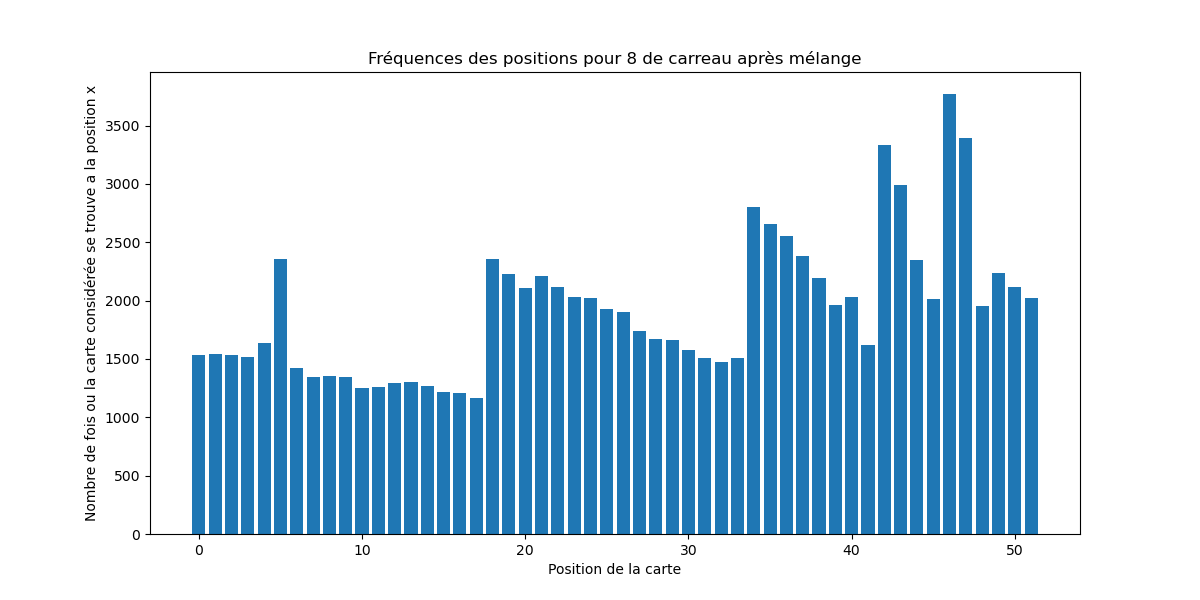 Fréquences des positions pour 8 de carreau après mélange
Nombre de fois ou la carte considérée se trouve a la position x
3500
3000
2500
2000
1500
1000
500
0
0 10 20 30 40 50
Position de la carte